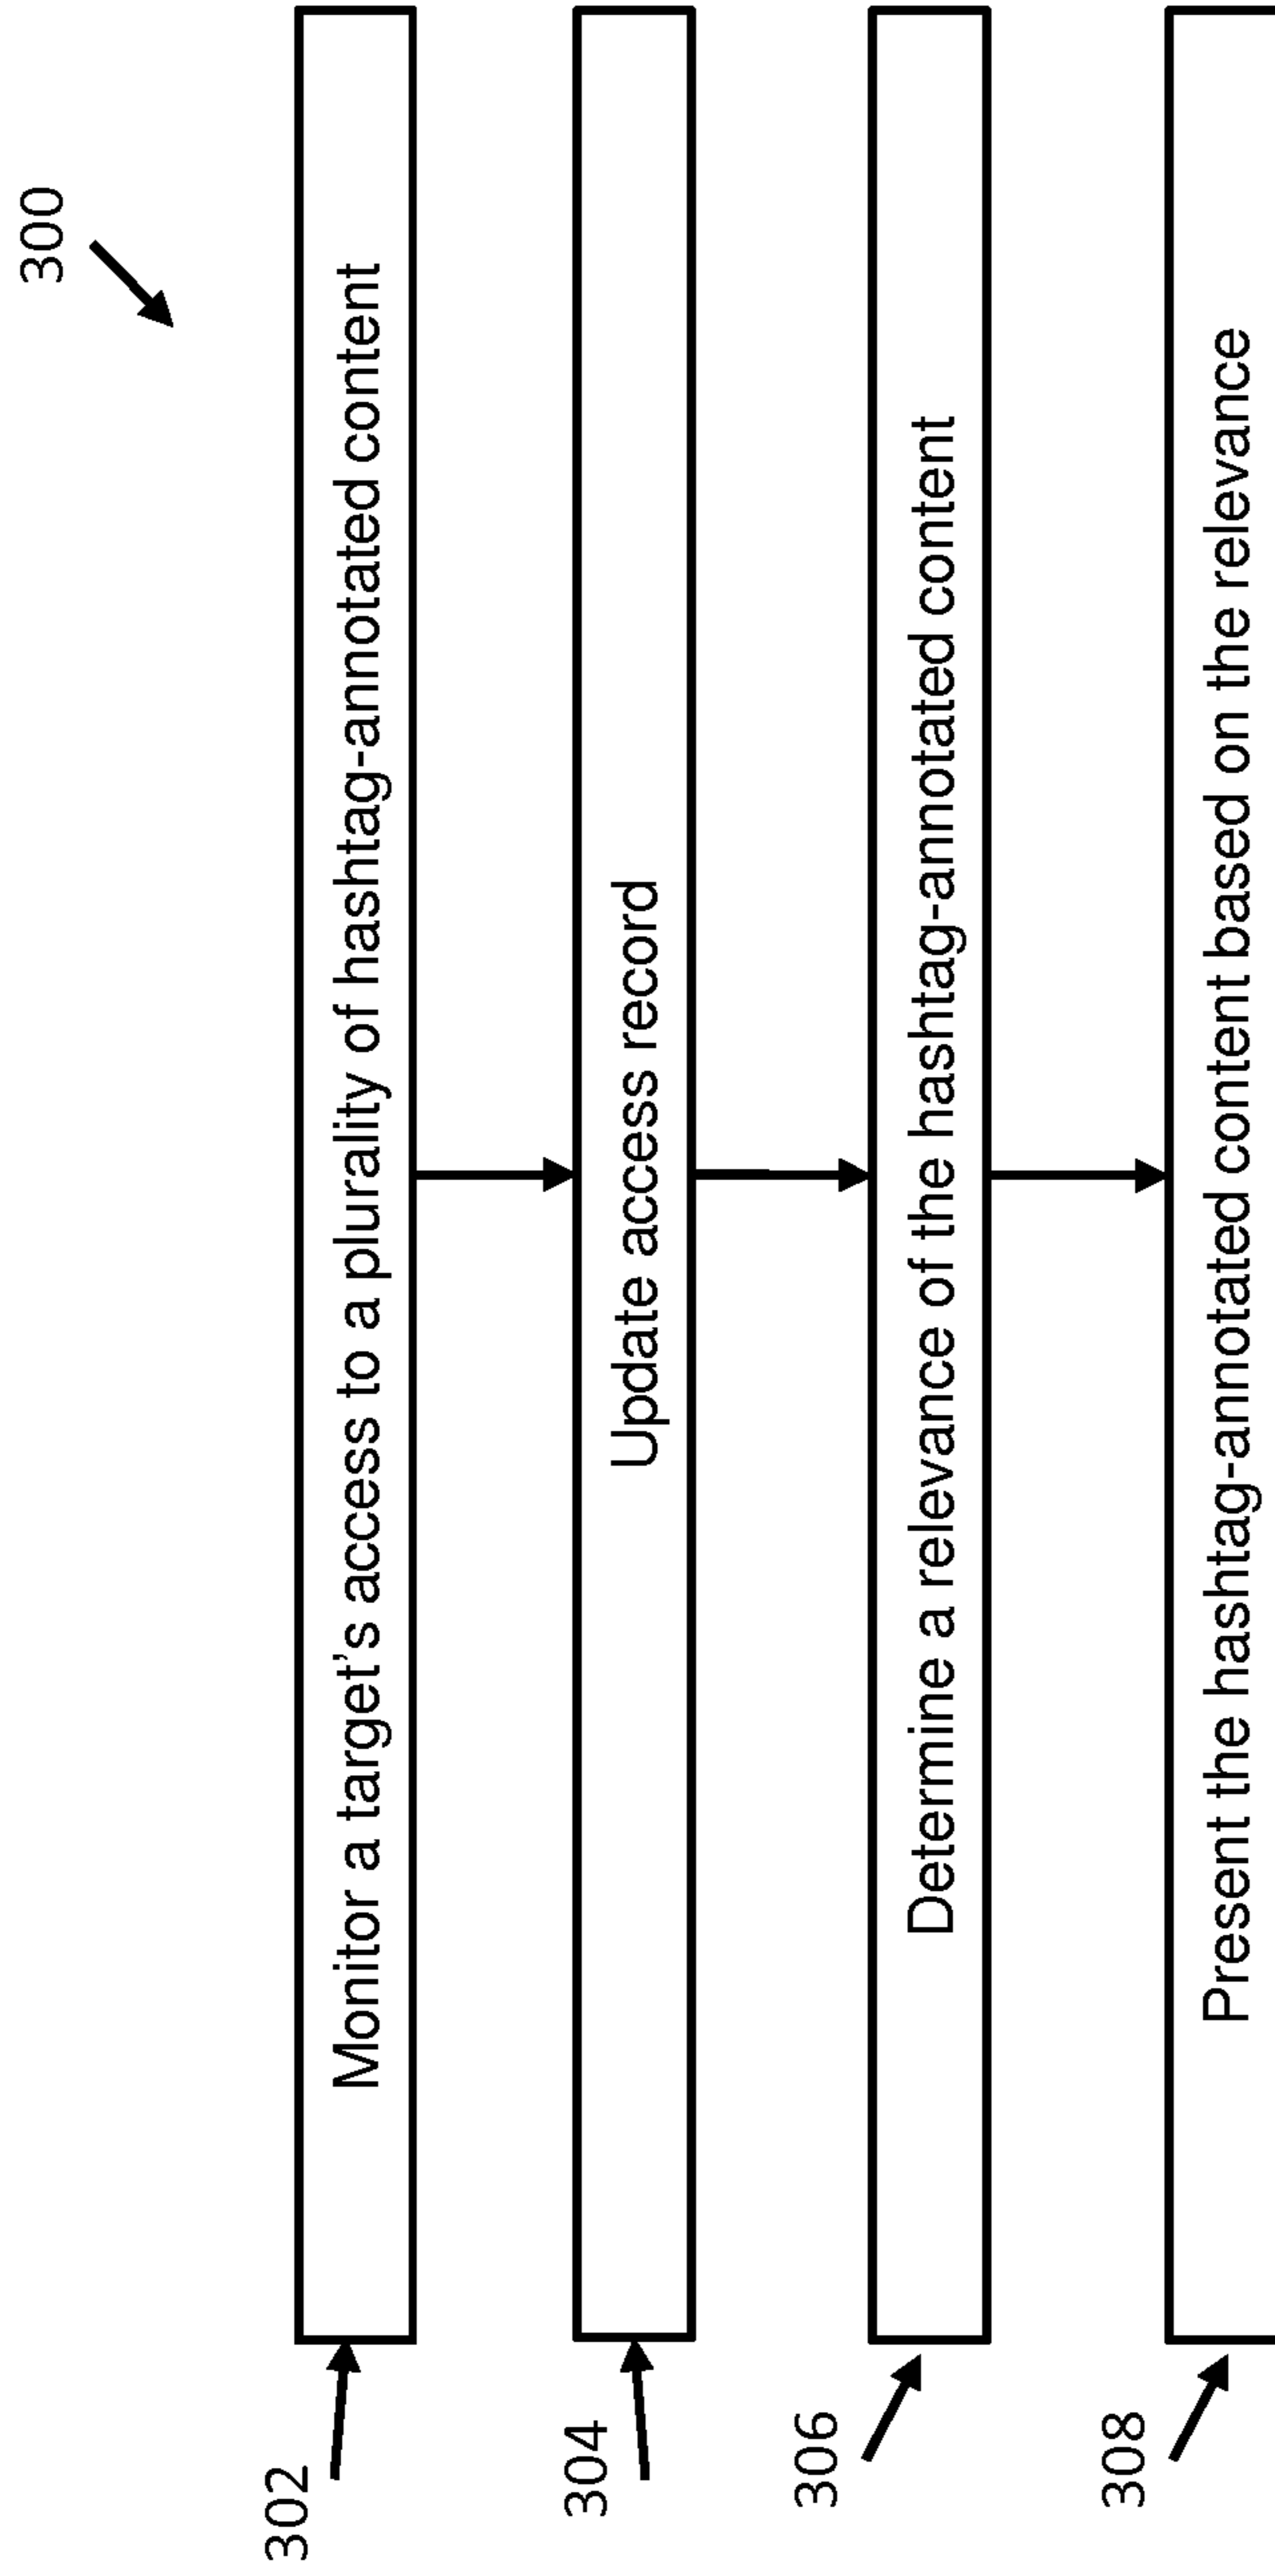 300
302
Monitor a target’s access to a plurality of hashtag-annotated content
304
Update access record
306
Determine a relevance of the hashtag-annotated content
308
Present the hashtag-annotated content based on the relevance